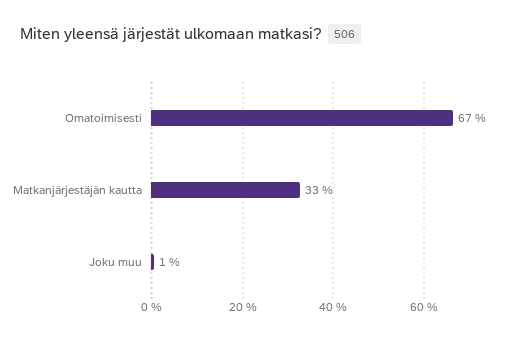 Miten yleensä järjestät ulkomaan matkasi? 506
Omatoimisesti 67 %
Matkanjärjestäjän kautta 33 %
Joku muu 1 %
0 % 20 % 40 % 60 %